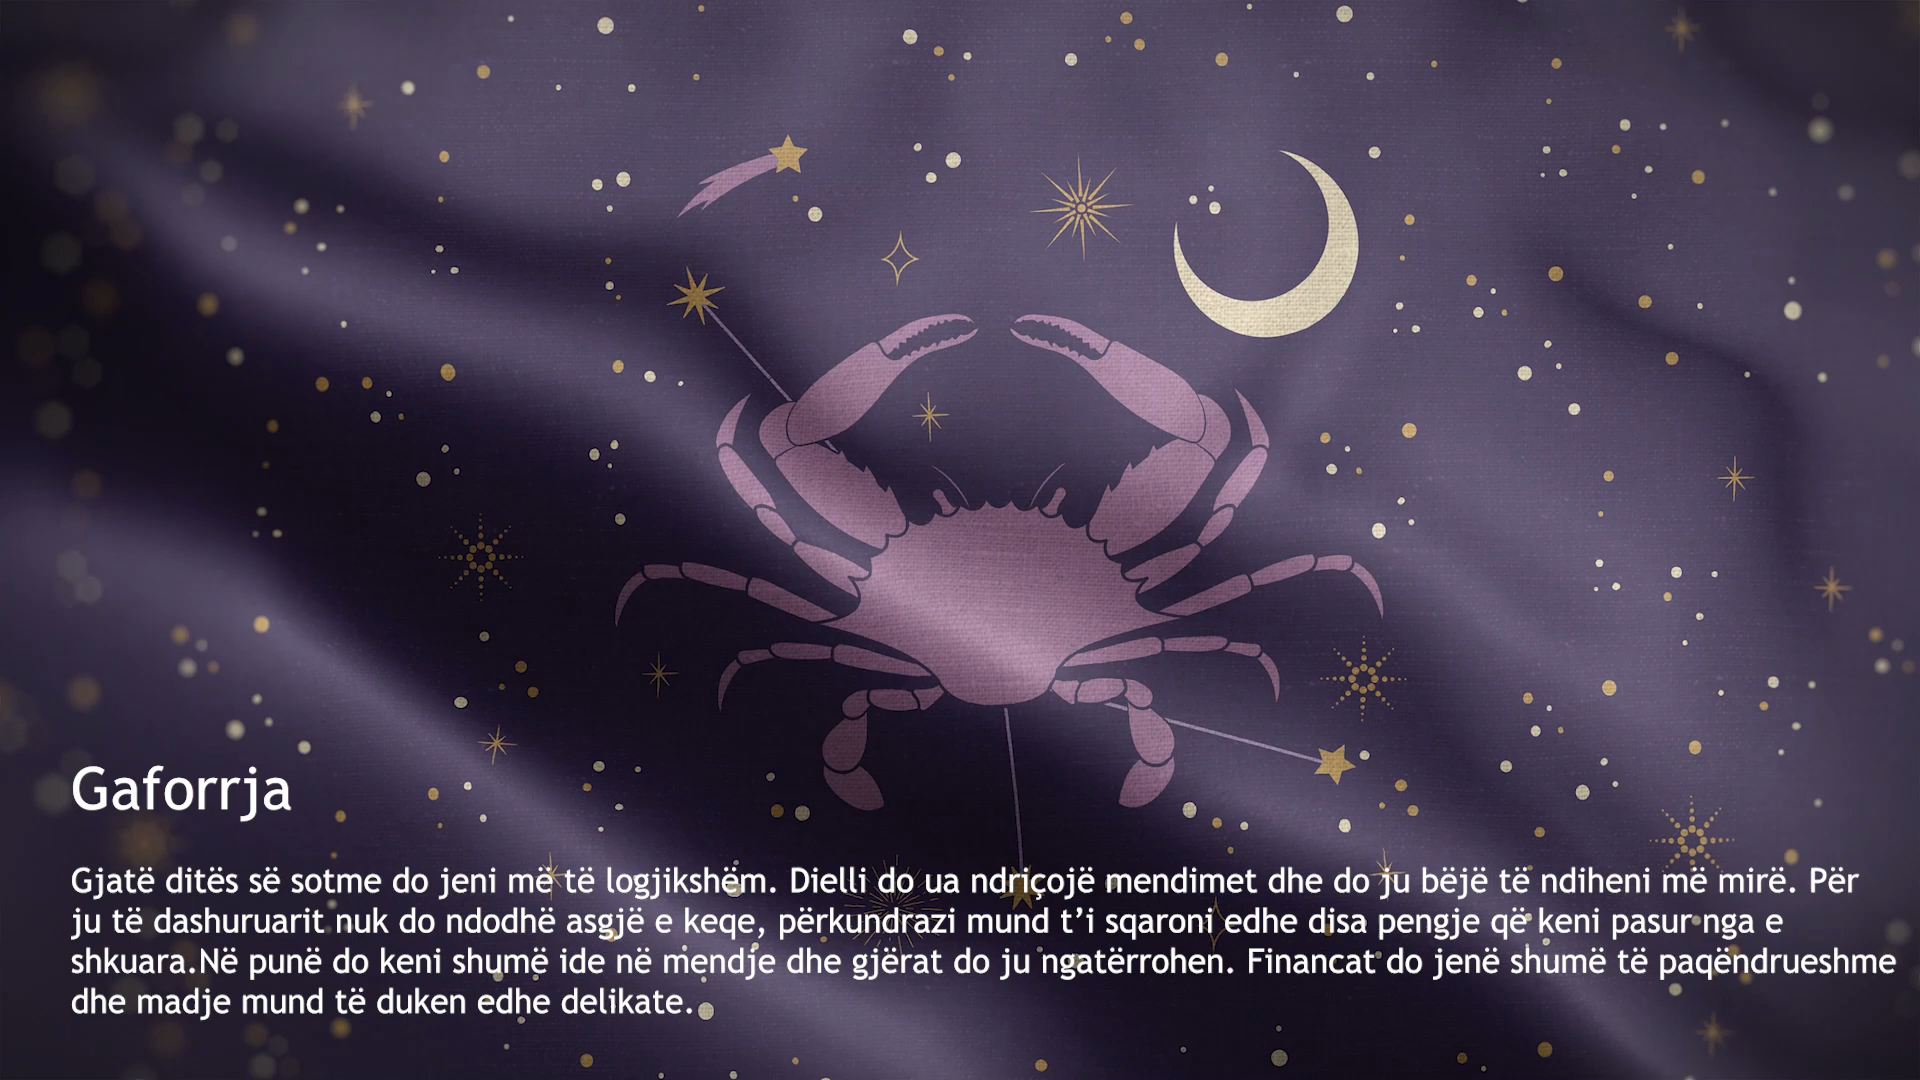 Gaforrja
Gjatë ditës së sotme do jeni më të logjikshëm. Dielli do ua ndriçojë mendimet dhe do ju bëjë të ndiheni më mirë. Për
ju të dashuruarit nuk do ndodhë asgjë e keqe, përkundrazi mund t’i sqaroni edhe disa pengje që keni pasur nga e
shkuara.Në punë do keni shumë ide në mendje dhe gjërat do ju ngatërrohen. Financat do jenë shumë të paqëndrueshme
dhe madje mund të duken edhe delikate.